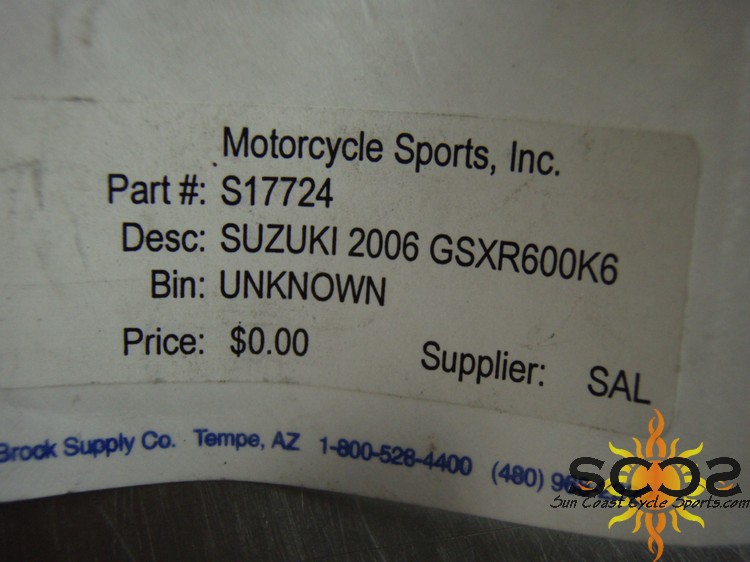 Motorcycle Sports, Inc.
Part #: S17724
Desc: SUZUKI 2006 GSXR600K6
Bin: UNKNOWN
Price: $0.00 Supplier: SAL
Brook Supply Co. Tempe, AZ 1-800-528-4400 (480)
SCCS
Sun Coast Cycle Sports.com